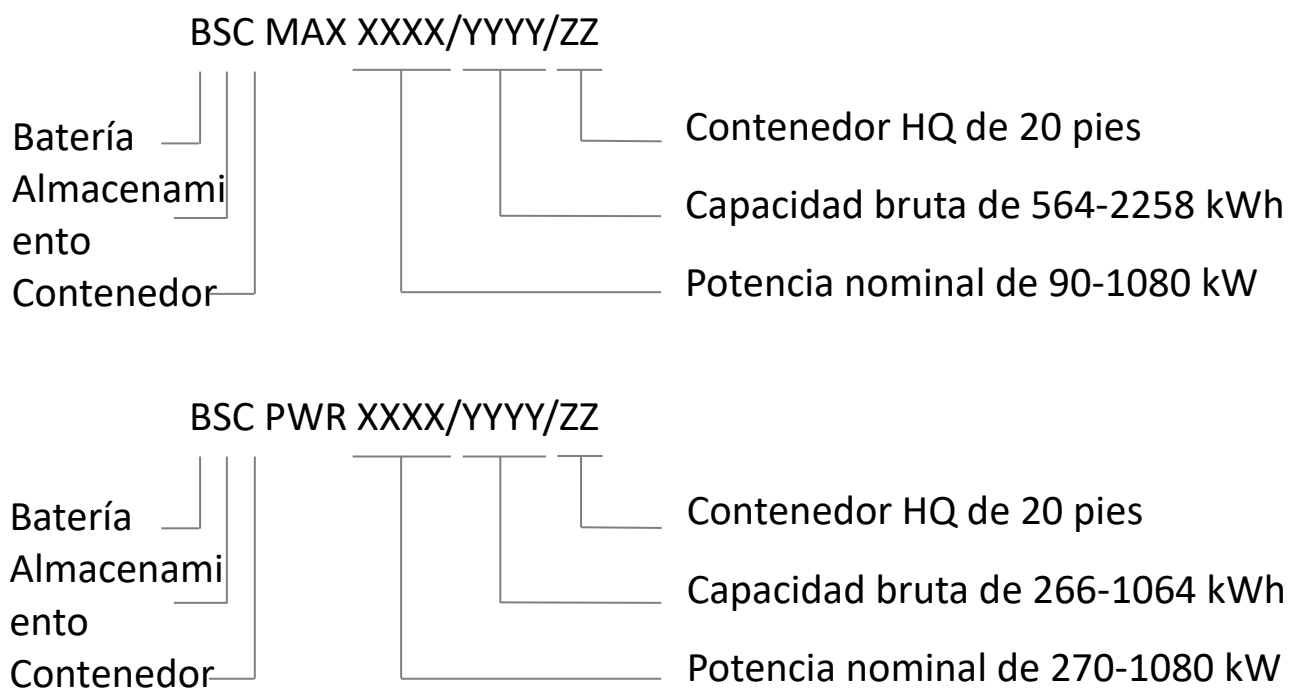 BSC MAX XXXX/YYYY/ZZ
Batería
Almacenami
ento
Contenedor
Contenedor HQ de 20 pies
Capacidad bruta de 564-2258 kWh
Potencia nominal de 90-1080 kW
BSC PWR XXXX/YYYY/ZZ
Batería
Almacenami
ento
Contenedor
Contenedor HQ de 20 pies
Capacidad bruta de 266-1064 kWh
Potencia nominal de 270-1080 kW